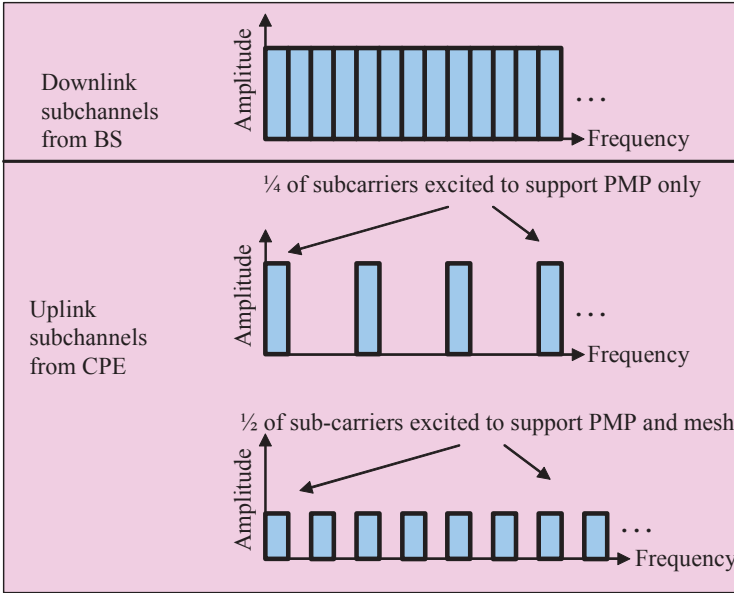 Downlink
subchannels
from BS
Amplitude
...
Frequency
¼ of subcarriers excited to support PMP only
Uplink
subchannels
from CPE
Amplitude
...
Frequency
½ of sub-carriers excited to support PMP and mesh
Amplitude
...
Frequency